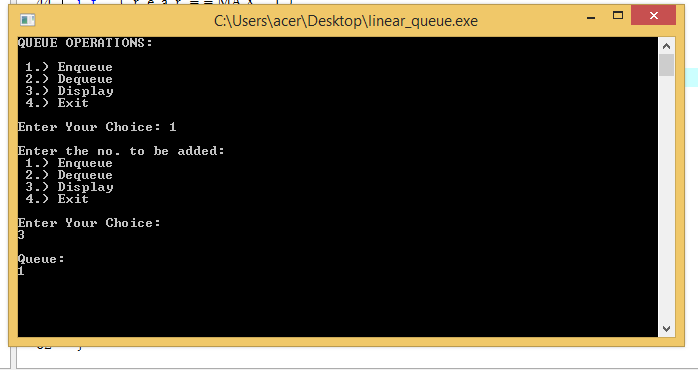 C:\Users\acer\Desktop\linear_queue.exe
QUEUE OPERATIONS:
1.) Enqueue
2.) Dequeue
3.) Display
4.) Exit
Enter Your Choice: 1
Enter the no. to be added:
1.) Enqueue
2.) Dequeue
3.) Display
4.) Exit
Enter Your Choice:
3
Queue:
1